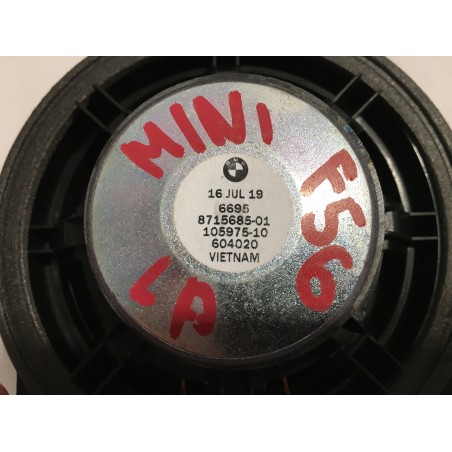 MINI F56
BMW
16 JUL 19
6695
8715685-01
105975-10
604020
VIETNAM
LA